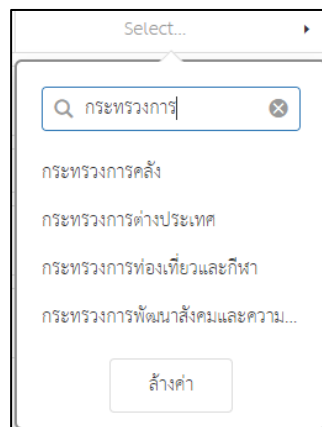 Select...
กระทรวงการ
กระทรวงการคลัง
กระทรวงการต่างประเทศ
กระทรวงการท่องเที่ยวและกีฬา
กระทรวงการพัฒนาสังคมและความ...
ล้างค่า